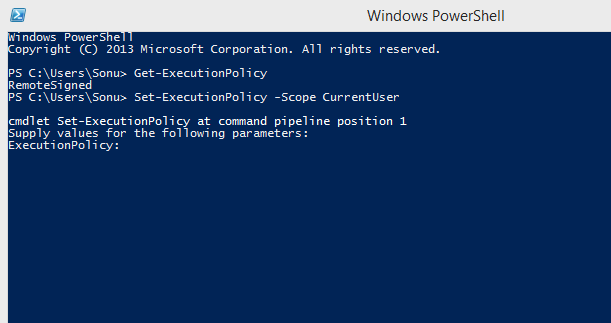 Windows PowerShell
Windows PowerShell
Copyright (C) 2013 Microsoft Corporation. All rights reserved.
PS C:\Users\Sonu> Get-ExecutionPolicy
RemoteSigned
PS C:\Users\Sonu> Set-ExecutionPolicy -Scope CurrentUser
cmdlet Set-ExecutionPolicy at command pipeline position 1
Supply values for the following parameters:
ExecutionPolicy: